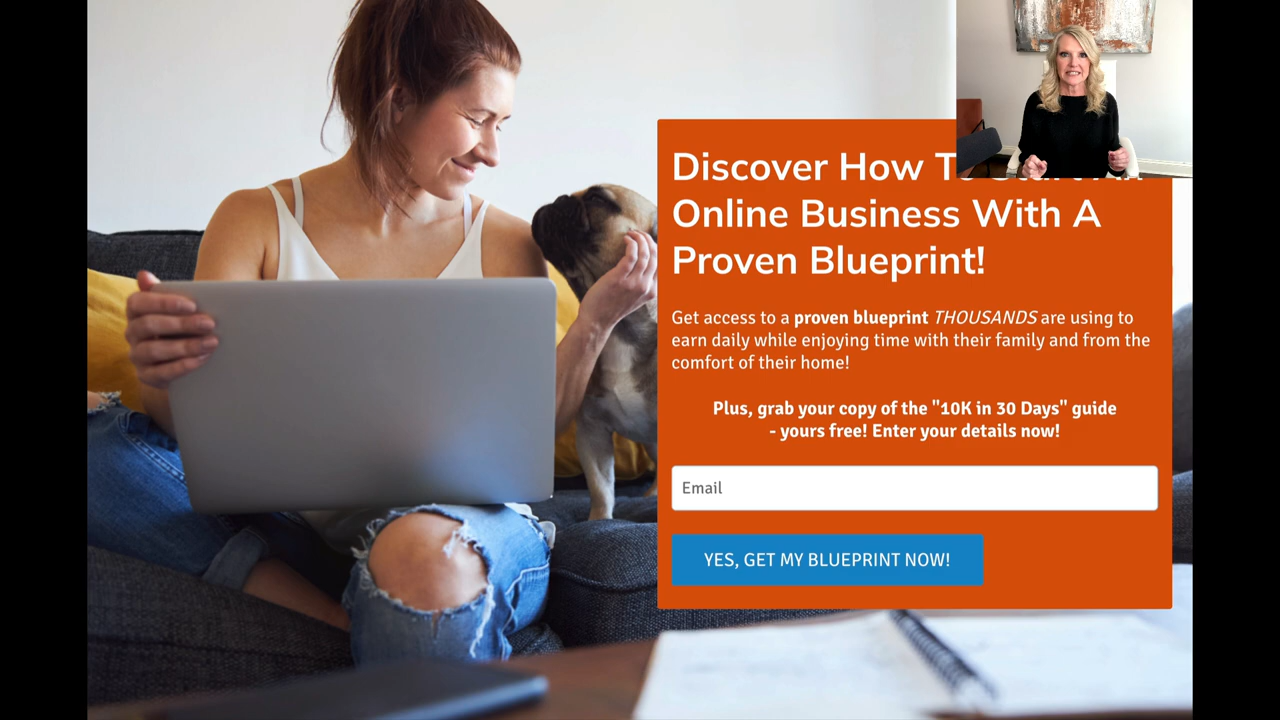 Discover How To
Online Business With A
Proven Blueprint!
Get access to a proven blueprint THOUSANDS are using to
earn daily while enjoying time with their family and from the
comfort of their home!
Plus, grab your copy of the "10K in 30 Days" guide
- yours free! Enter your details now!
Email
YES, GET MY BLUEPRINT NOW!